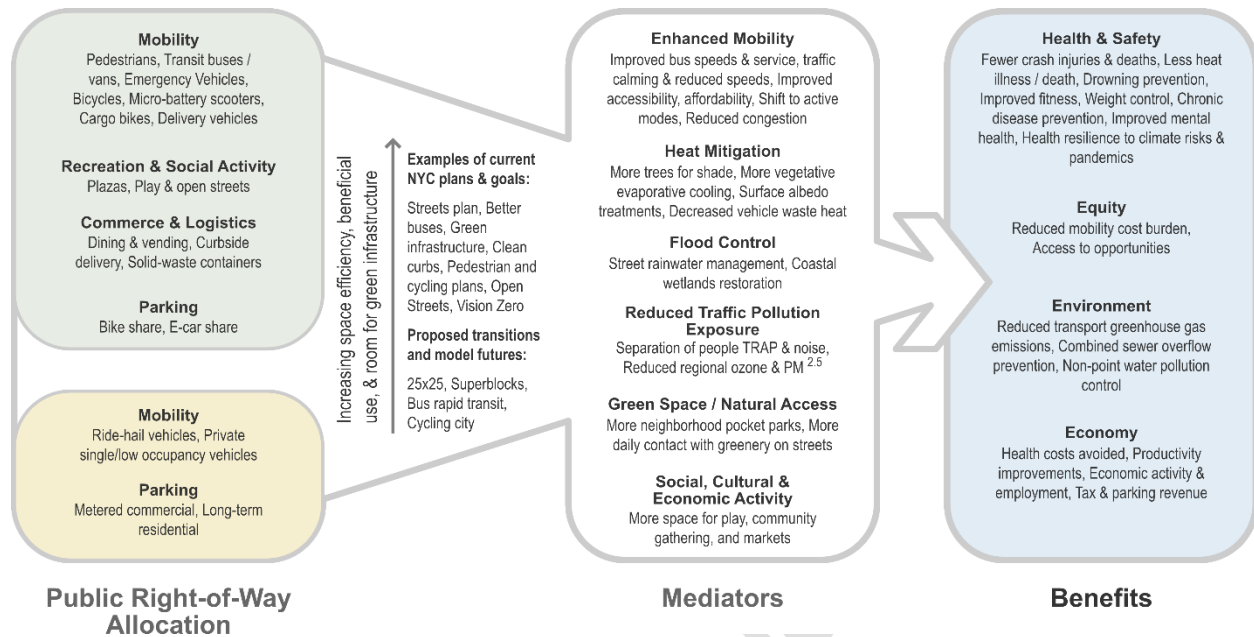 Mobility
Pedestrians, Transit buses /
vans, Emergency Vehicles,
Bicycles, Micro-battery scooters,
Cargo bikes, Delivery vehicles
Recreation & Social Activity
Plazas, Play & open streets
Commerce & Logistics
Dining & vending, Curbside
delivery, Solid-waste containers
Parking
Bike share, E-car share
Mobility
Ride-hail vehicles, Private
single/low occupancy vehicles
Parking
Metered commercial, Long-term
residential
Public Right-of-Way
Allocation
Increasing space efficiency, beneficial
use, & room for green infrastructure
Examples of current
NYC plans & goals:
Streets plan, Better
buses, Green
infrastructure, Clean
curbs, Pedestrian and
cycling plans, Open
Streets, Vision Zero
Proposed transitions
and model futures:
25x25, Superblocks,
Bus rapid transit,
Cycling city
Enhanced Mobility
Improved bus speeds & service, traffic
calming & reduced speeds, Improved
accessibility, affordability, Shift to active
modes, Reduced congestion
Heat Mitigation
More trees for shade, More vegetative
evaporative cooling, Surface albedo
treatments, Decreased vehicle waste heat
Flood Control
Street rainwater management, Coastal
wetlands restoration
Reduced Traffic Pollution
Exposure
Separation of people TRAP & noise,
Reduced regional ozone & PM 2.5
Green Space / Natural Access
More neighborhood pocket parks, More
daily contact with greenery on streets
Social, Cultural &
Economic Activity
More space for play, community
gathering, and markets
Mediators
Health & Safety
Fewer crash injuries & deaths, Less heat
illness / death, Drowning prevention,
Improved fitness, Weight control, Chronic
disease prevention, Improved mental
health, Health resilience to climate risks &
pandemics
Equity
Reduced mobility cost burden,
Access to opportunities
Environment
Reduced transport greenhouse gas
emissions, Combined sewer overflow
prevention, Non-point water pollution
control
Economy
Health costs avoided, Productivity
improvements, Economic activity &
employment, Tax & parking revenue
Benefits